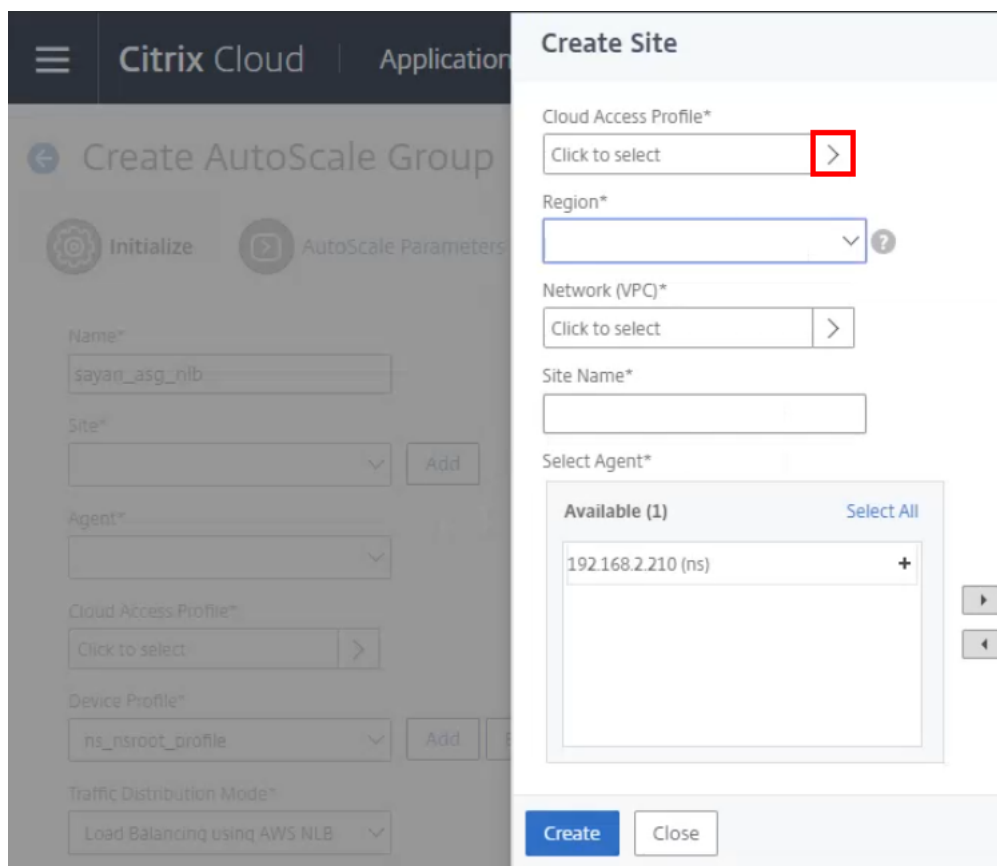 Citrix Cloud
Application
Create AutoScale Group
Initialize
AutoScale Parameters
Name*
sayan_asg_nlb
Site*
Add
Agent*
Cloud Access Profile*
Click to select
Device Profile*
ns_nsroot_profile
Add
Traffic Distribution Mode*
Load Balancing using AWS NLB
Create Site
Cloud Access Profile*
Click to select
Region*
?
Network (VPC)*
Click to select
Site Name*
Select Agent*
Available (1)
Select All
192.168.2.210 (ns)
+
Create
Close